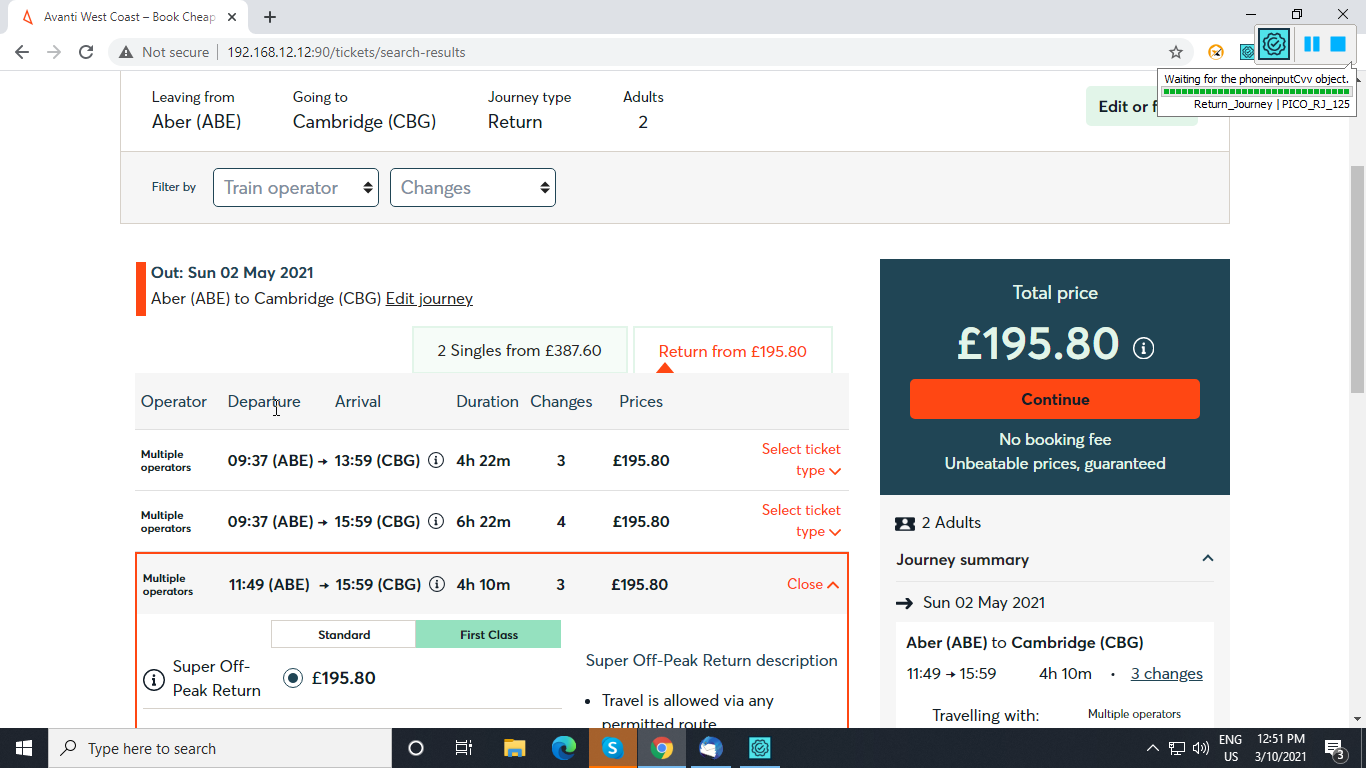 Avanti West Coast – Book Cheap
Not secure
192.168.12.12:90/tickets/search-results
Waiting for the phoneinputCvv object.
Return_Journey | PICO_RJ_125
Leaving from
Going to
Journey type
Adults
Aber (ABE)
Cambridge (CBG)
Return
2
Edit or f
Filter by
Train operator
Changes
Out: Sun 02 May 2021
Aber (ABE) to Cambridge (CBG) Edit journey
2 Singles from £387.60
Return from £195.80
Operator Departure Arrival Duration Changes Prices
Multiple operators
09:37 (ABE) → 13:59 (CBG) 4h 22m 3 £195.80
Select ticket
type
Multiple operators
09:37 (ABE) → 15:59 (CBG) 6h 22m 4 £195.80
Select ticket
type
Multiple operators
11:49 (ABE) → 15:59 (CBG) 4h 10m 3 £195.80
Close
Standard
First Class
Super Off-
Peak Return
£195.80
Super Off-Peak Return description
• Travel is allowed via any
permitted route
Total price
£195.80
Continue
No booking fee
Unbeatable prices, guaranteed
2 Adults
Journey summary
→ Sun 02 May 2021
Aber (ABE) to Cambridge (CBG)
11:49 → 15:59 4h 10m • 3 changes
Travelling with: Multiple operators
Type here to search
ENG
US
12:51 PM
3/10/2021
3